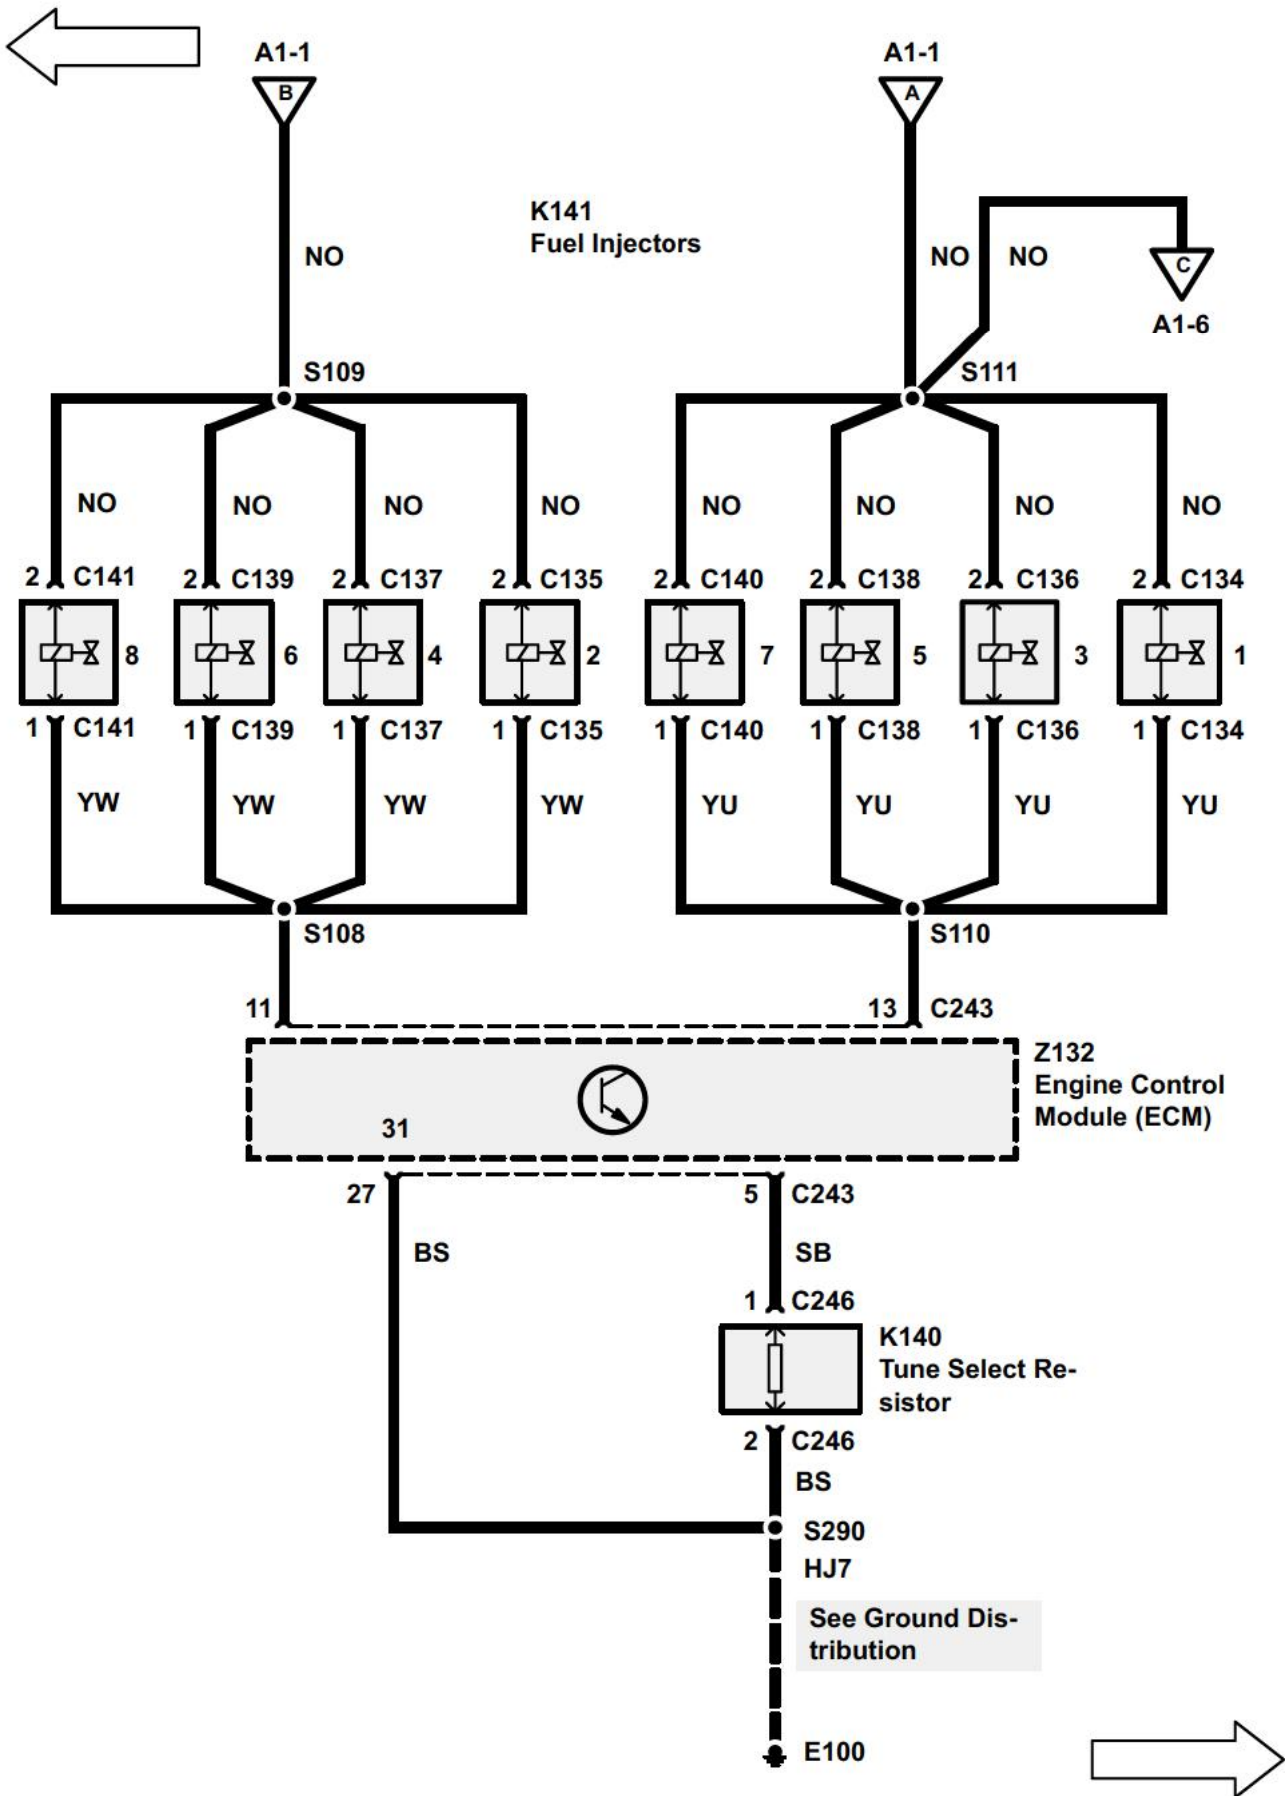 A1-1 A1-1
B A
K141
Fuel Injectors
NO NO NO
C
A1-6
S109 S111
NO NO NO NO NO NO NO NO
2 C141 2 C139 2 C137 2 C135 2 C140 2 C138 2 C136 2 C134
8 6 4 2 7 5 3 1
1 C141 1 C139 1 C137 1 C135 1 C140 1 C138 1 C136 1 C134
YW YW YW YW YU YU YU YU
S108 S110
11 13 C243
Z132
Engine Control
Module (ECM)
31
27 5 C243
BS SB
1 C246
K140
Tune Select Re-
sistor
2 C246
BS
S290
HJ7
See Ground Dis-
tribution
E100